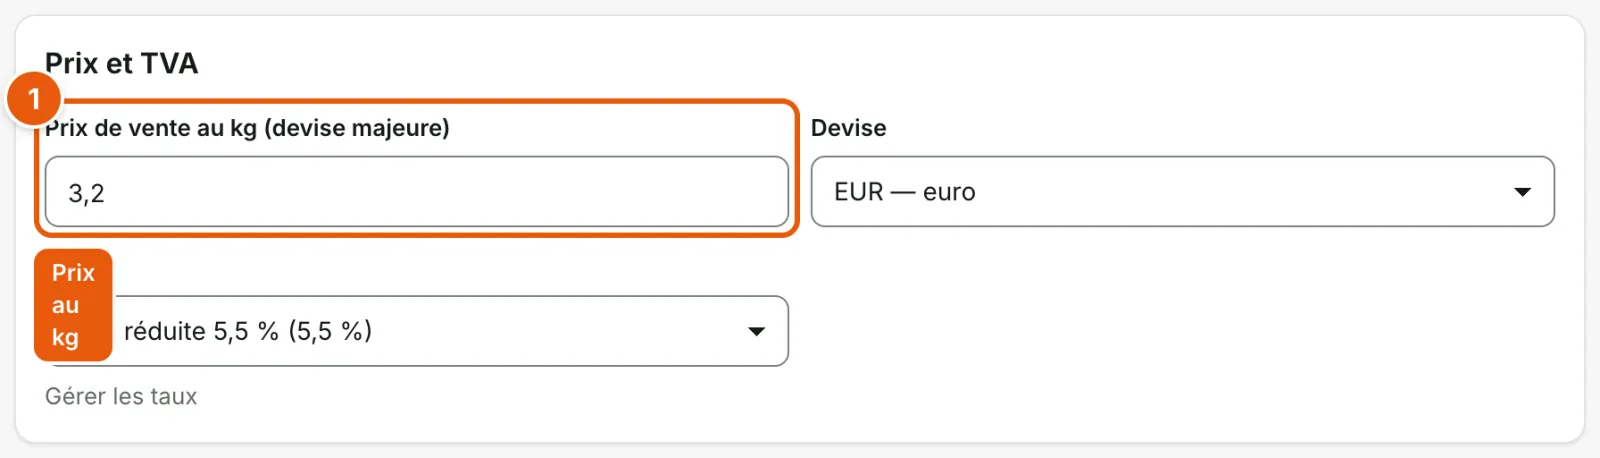 Prix et TVA
1
Prix de vente au kg (devise majeure)
3,2
Devise
EUR — euro
Prix
au
kg
réduite 5,5 % (5,5 %)
Gérer les taux